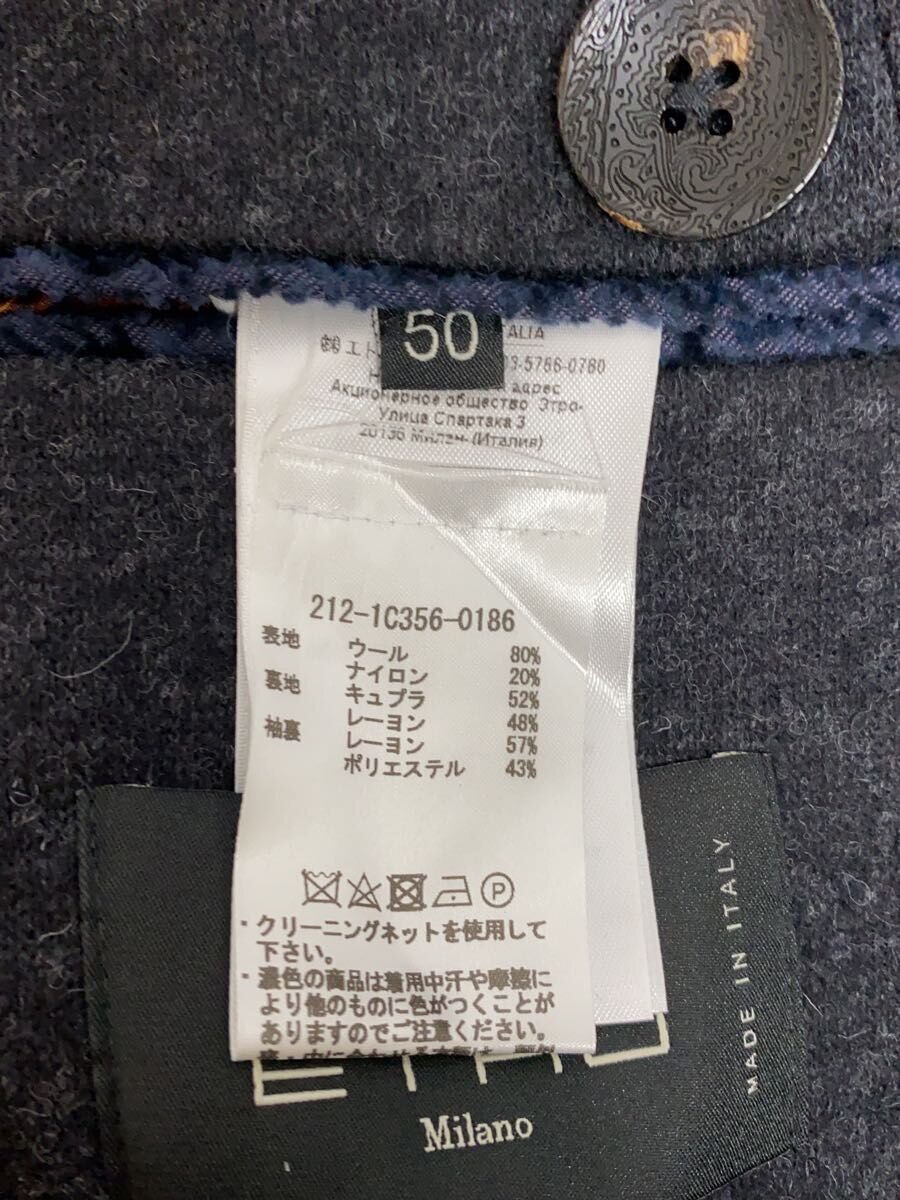 50
ITALIA
㈱エト 03-5766-0780
адрес
Акционерное общество Этро-
Улица Спартака 3
20136 Милан-(Италия)
212-1C356-0186
表地 ウール 80%
ナイロン 20%
裏地 キュプラ 52%
レーヨン 48%
袖裏 レーヨン 57%
ポリエステル 43%
P
・クリーニングネットを使用して
下さい。
・濃色の商品は着用中汗や摩擦に
より他のものに色がつくことが
ありますのでご注意ください。
ETRO
Milano
MADE IN ITALY